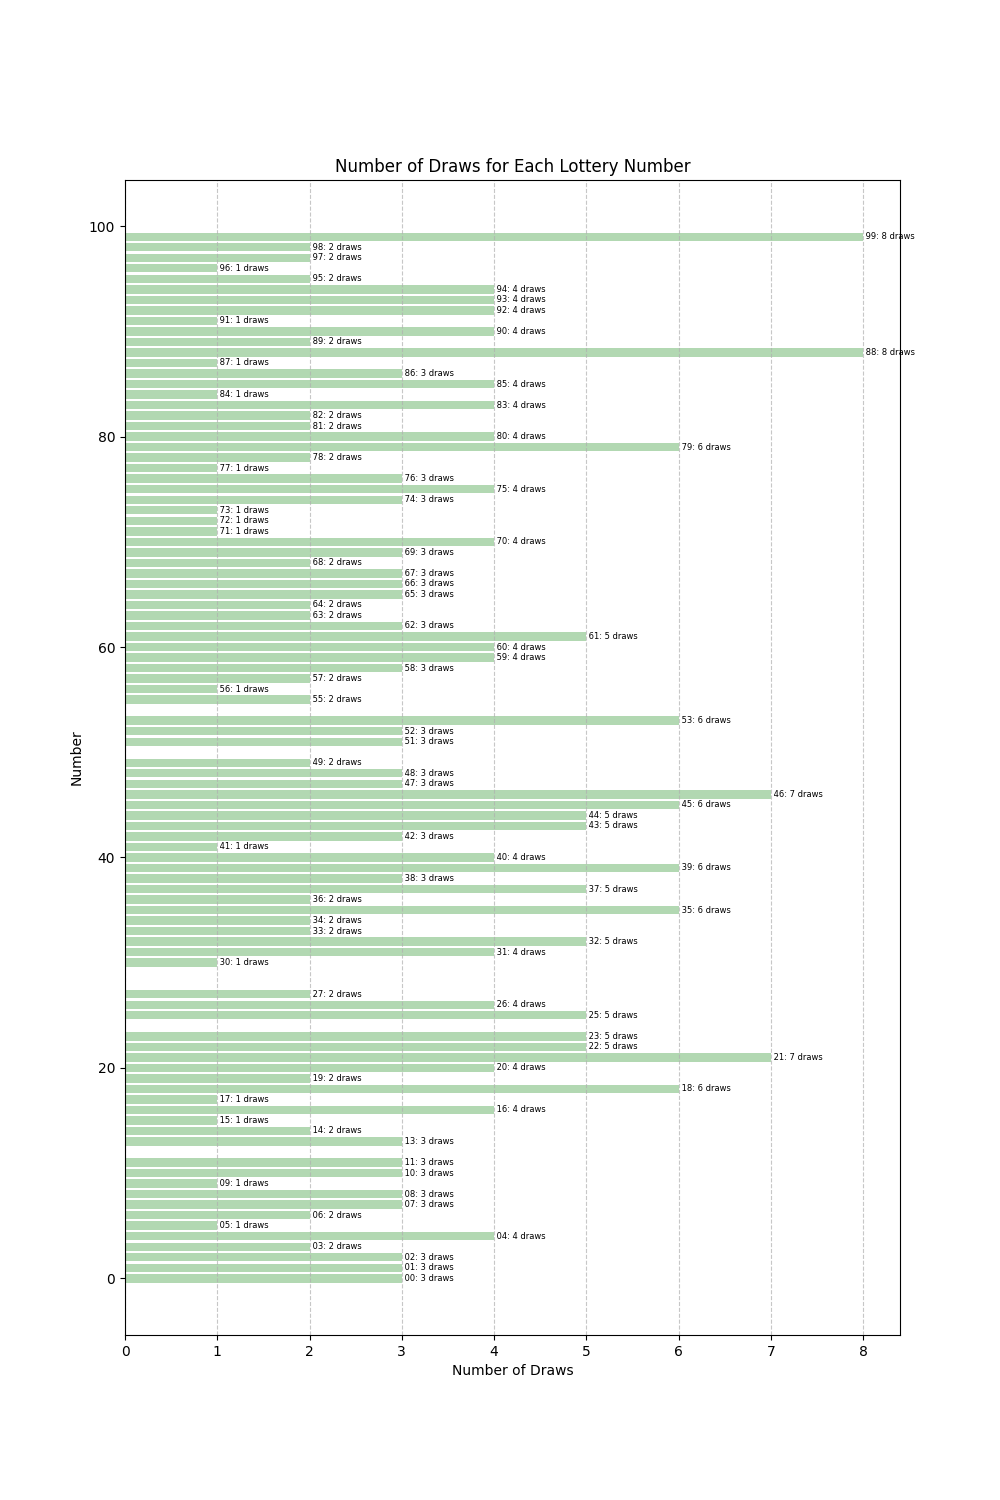 Number of Draws for Each Lottery Number
100
99: 8 draws
98: 2 draws
97: 2 draws
96: 1 draws
95: 2 draws
94: 4 draws
93: 4 draws
92: 4 draws
91: 1 draws
90: 4 draws
89: 2 draws
88: 8 draws
87: 1 draws
86: 3 draws
85: 4 draws
84: 1 draws
83: 4 draws
82: 2 draws
81: 2 draws
80
80: 4 draws
79: 6 draws
78: 2 draws
77: 1 draws
76: 3 draws
75: 4 draws
74: 3 draws
73: 1 draws
72: 1 draws
71: 1 draws
70: 4 draws
69: 3 draws
68: 2 draws
67: 3 draws
66: 3 draws
65: 3 draws
64: 2 draws
63: 2 draws
62: 3 draws
61: 5 draws
60
60: 4 draws
59: 4 draws
58: 3 draws
57: 2 draws
56: 1 draws
55: 2 draws
53: 6 draws
52: 3 draws
51: 3 draws
Number
49: 2 draws
48: 3 draws
47: 3 draws
46: 7 draws
45: 6 draws
44: 5 draws
43: 5 draws
42: 3 draws
41: 1 draws
40
40: 4 draws
39: 6 draws
38: 3 draws
37: 5 draws
36: 2 draws
35: 6 draws
34: 2 draws
33: 2 draws
32: 5 draws
31: 4 draws
30: 1 draws
27: 2 draws
26: 4 draws
25: 5 draws
23: 5 draws
22: 5 draws
21: 7 draws
20
20: 4 draws
19: 2 draws
18: 6 draws
17: 1 draws
16: 4 draws
15: 1 draws
14: 2 draws
13: 3 draws
11: 3 draws
10: 3 draws
09: 1 draws
08: 3 draws
07: 3 draws
06: 2 draws
05: 1 draws
04: 4 draws
03: 2 draws
02: 3 draws
01: 3 draws
0
00: 3 draws
0 1 2 3 4 5 6 7 8
Number of Draws